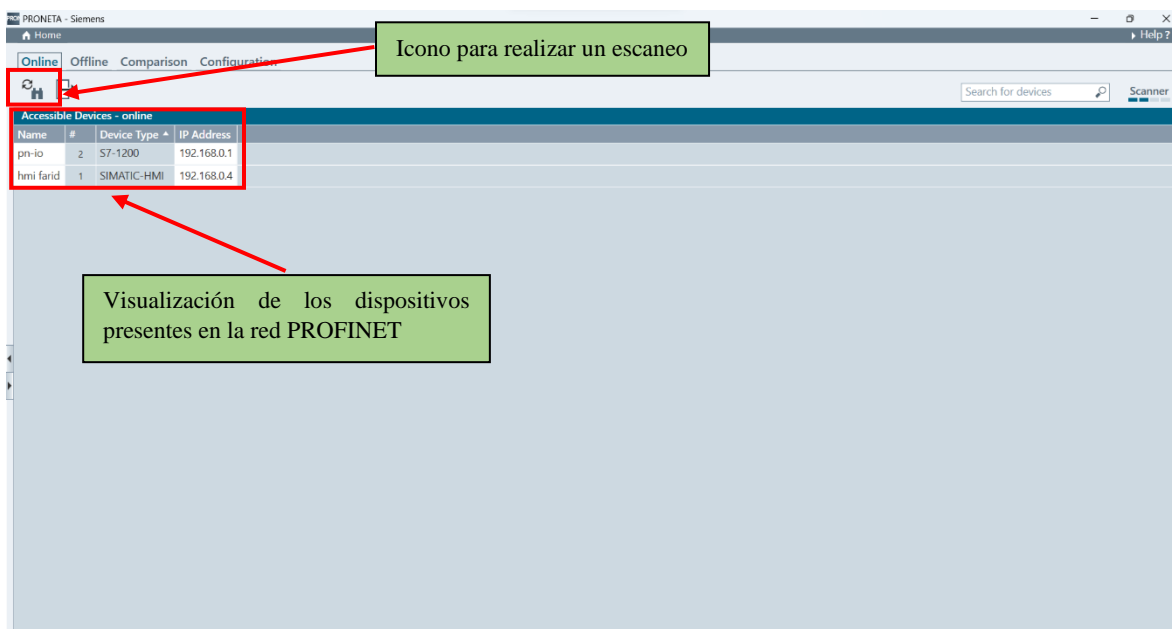 PRONETA - Siemens
Home
Help ?
Icono para realizar un escaneo
Online Offline Comparison Configuration
Search for devices
Scanner
Accessible Devices - online
Name # Device Type IP Address
pn-io 2 S7-1200 192.168.0.1
hmi farid 1 SIMATIC-HMI 192.168.0.4
Visualización de los dispositivos
presentes en la red PROFINET